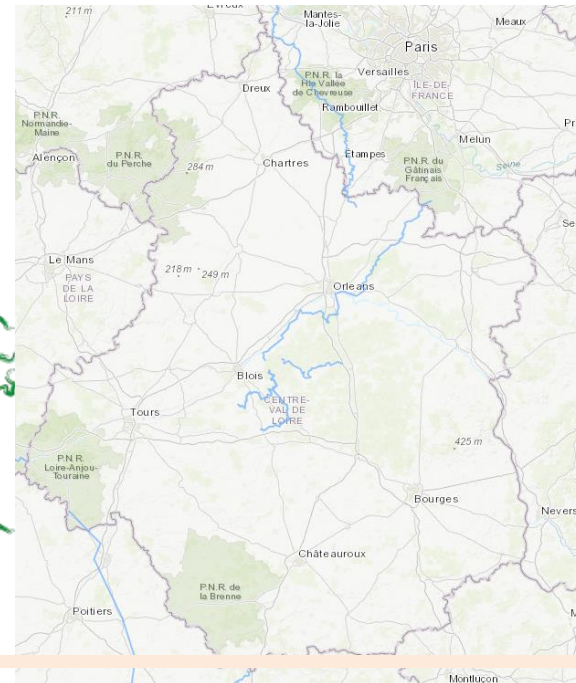 211 m
Mantes-
la-Jolie
Meaux
Paris
Versailles
P.N.R. la
Hte Vallée
de Chevreuse
ÎLE-DE-
FRANCE
Dreux
Rambouillet
P.N.R.
Normandie-
Maine
Melun
Étampes
Alençon
P.N.R.
du Perche
284 m
Chartres
P.N.R. du
Gâtinais
Français
Seine
Le Mans
PAYS
DE LA
LOIRE
218 m
249 m
Orleans
Blois
CENTRE-
VAL DE
LOIRE
Tours
425 m
P.N.R.
Loire-Anjou-
Touraine
Bourges
Nevers
Châteauroux
P.N.R. de
la Brenne
Poitiers
Montluçon